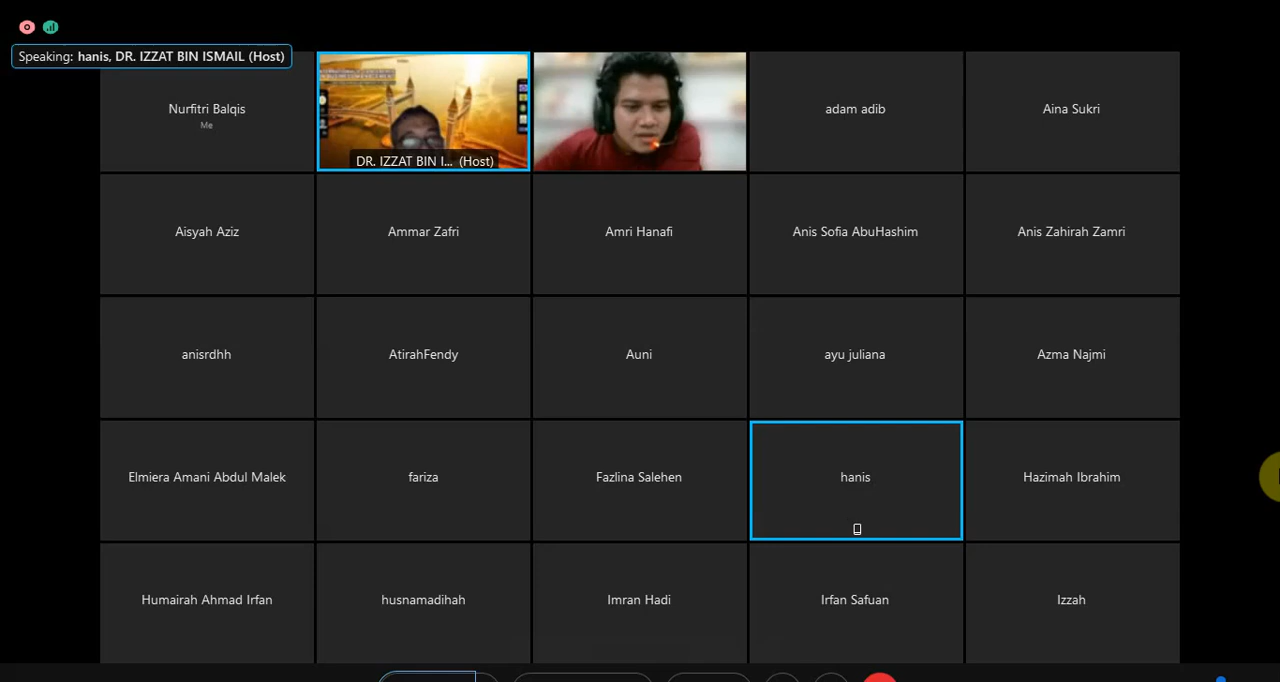 Speaking: hanis, DR. IZZAT BIN ISMAIL (Host)
Nurfitri Balqis
Me
DR. IZZAT BIN I... (Host)
adam adib
Aina Sukri
Aisyah Aziz
Ammar Zafri
Amri Hanafi
Anis Sofia AbuHashim
Anis Zahirah Zamri
anisrdhh
AtirahFendy
Auni
ayu juliana
Azma Najmi
Elmiera Amani Abdul Malek
fariza
Fazlina Salehen
hanis
Hazimah Ibrahim
Humairah Ahmad Irfan
husnamadihah
Imran Hadi
Irfan Safuan
Izzah